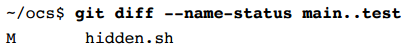 ~/ocs$ git diff --name-status main..test
M       hidden.sh